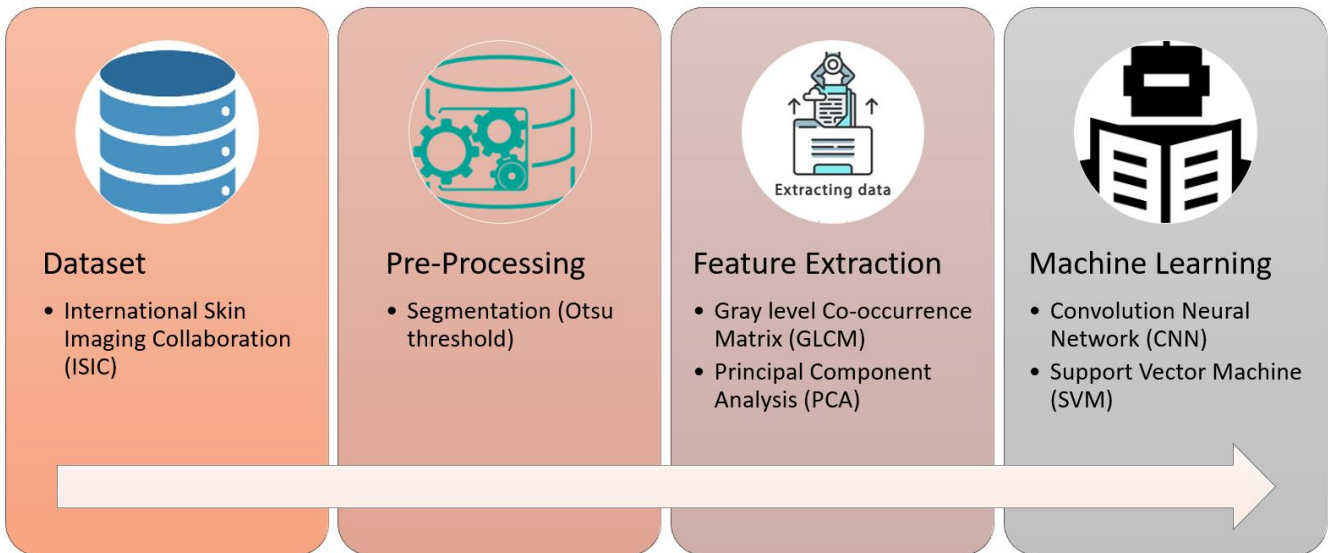 Extracting data
Dataset
• International Skin
Imaging Collaboration
(ISIC)
Pre-Processing
• Segmentation (Otsu
threshold)
Feature Extraction
• Gray level Co-occurrence
Matrix (GLCM)
• Principal Component
Analysis (PCA)
Machine Learning
• Convolution Neural
Network (CNN)
• Support Vector Machine
(SVM)